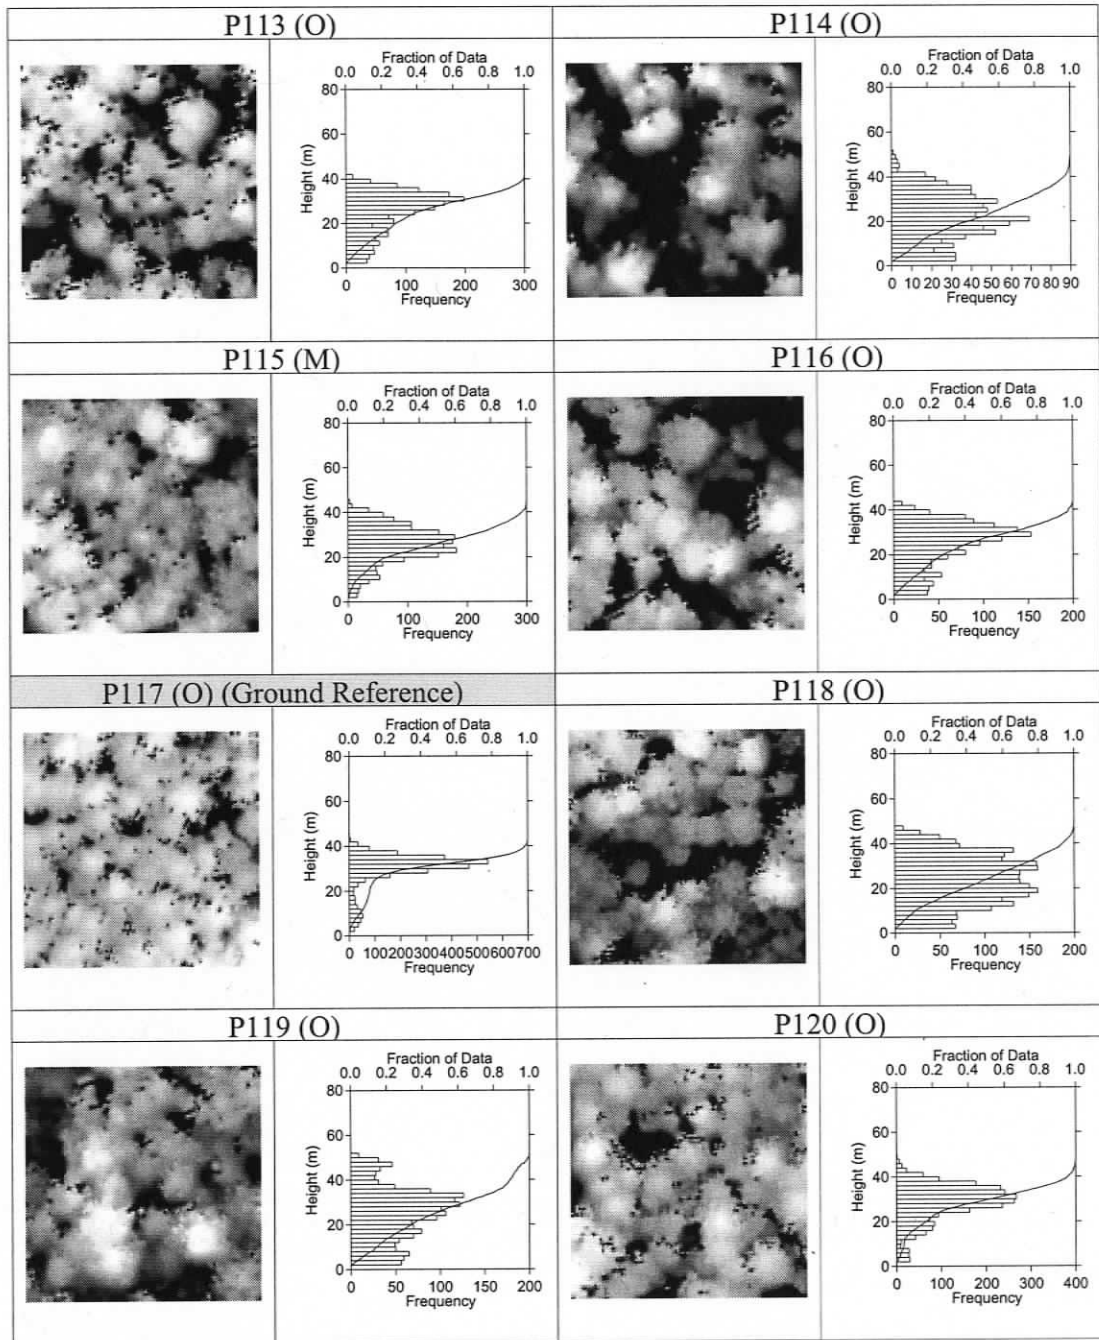 P113 (O)
Fraction of Data
0.0 0.2 0.4 0.6 0.8 1.0
80
60
40
20
0
Height (m)
0 100 200 300
Frequency
P114 (O)
Fraction of Data
0.0 0.2 0.4 0.6 0.8 1.0
80
60
40
20
0
Height (m)
0 10 20 30 40 50 60 70 80 90
Frequency
P115 (M)
Fraction of Data
0.0 0.2 0.4 0.6 0.8 1.0
80
60
40
20
0
Height (m)
0 100 200 300
Frequency
P116 (O)
Fraction of Data
0.0 0.2 0.4 0.6 0.8 1.0
80
60
40
20
0
Height (m)
0 50 100 150 200
Frequency
P117 (O) (Ground Reference)
Fraction of Data
0.0 0.2 0.4 0.6 0.8 1.0
80
60
40
20
0
Height (m)
0 100200300400500600700
Frequency
P118 (O)
Fraction of Data
0.0 0.2 0.4 0.6 0.8 1.0
80
60
40
20
0
Height (m)
0 50 100 150 200
Frequency
P119 (O)
Fraction of Data
0.0 0.2 0.4 0.6 0.8 1.0
80
60
40
20
0
Height (m)
0 50 100 150 200
Frequency
P120 (O)
Fraction of Data
0.0 0.2 0.4 0.6 0.8 1.0
80
60
40
20
0
Height (m)
0 100 200 300 400
Frequency